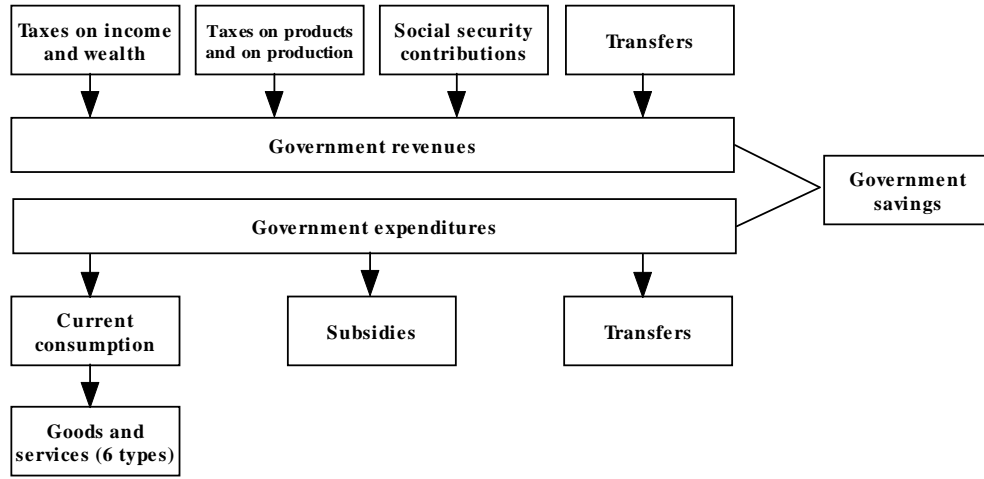 Taxes on income
and wealth
Taxes on products
and on production
Social security
contributions
Transfers
Government revenues
Government
savings
Government expenditures
Current
consumption
Subsidies
Transfers
Goods and
services (6 types)